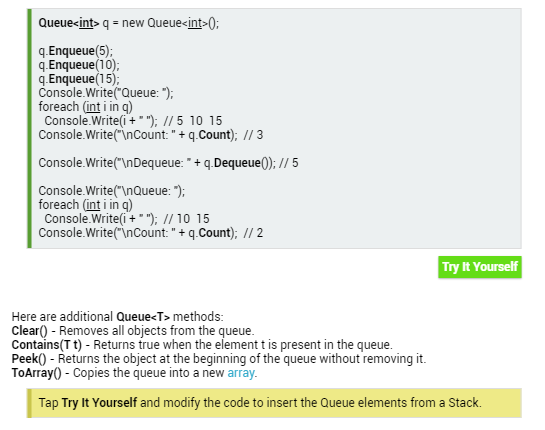 Queue<int> q = new Queue<int>();
q.Enqueue(5);
q.Enqueue(10);
q.Enqueue(15);
Console.Write("Queue: ");
foreach (int i in q)
Console.Write(i + " "); // 5 10 15
Console.Write("\nCount: " + q.Count); // 3
Console.Write("\nDequeue: " + q.Dequeue()); // 5
Console.Write("\nQueue: ");
foreach (int i in q)
Console.Write(i + " "); // 10 15
Console.Write("\nCount: " + q.Count); // 2
Try It Yourself
Here are additional Queue<T> methods:
Clear() - Removes all objects from the queue.
Contains(T t) - Returns true when the element t is present in the queue.
Peek() - Returns the object at the beginning of the queue without removing it.
ToArray() - Copies the queue into a new array.
Tap Try It Yourself and modify the code to insert the Queue elements from a Stack.